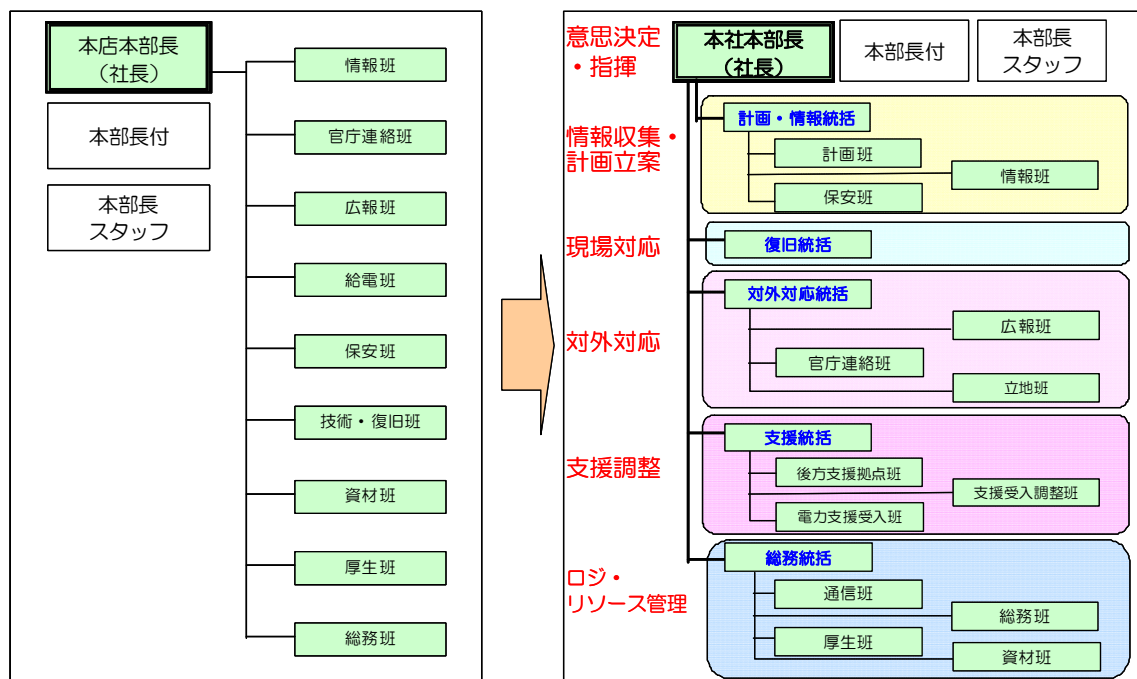 本店本部長
（社長）
本部長付
本部長
スタッフ
情報班
官庁連絡班
広報班
給電班
保安班
技術・復旧班
資材班
厚生班
総務班
意思決定
・指揮
本社本部長
（社長）
本部長付
本部長
スタッフ
情報収集・
計画立案
計画・情報統括
計画班
情報班
保安班
現場対応
復旧統括
対外対応
対外対応統括
広報班
官庁連絡班
立地班
支援調整
支援統括
後方支援拠点班
支援受入調整班
電力支援受入班
ロジ・
リソース管理
総務統括
通信班
総務班
厚生班
資材班